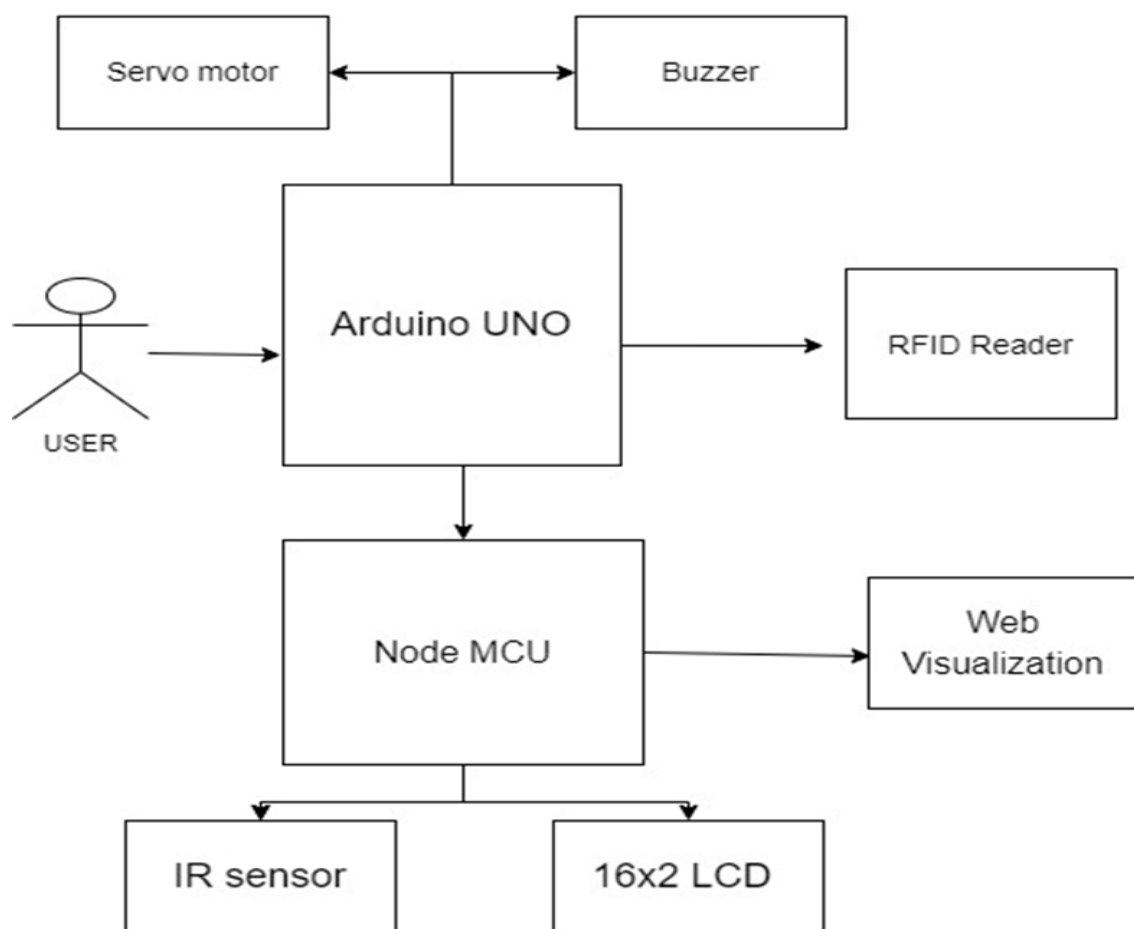 Servo motor
Buzzer
Arduino UNO
RFID Reader
USER
Node MCU
Web
Visualization
IR sensor
16x2 LCD